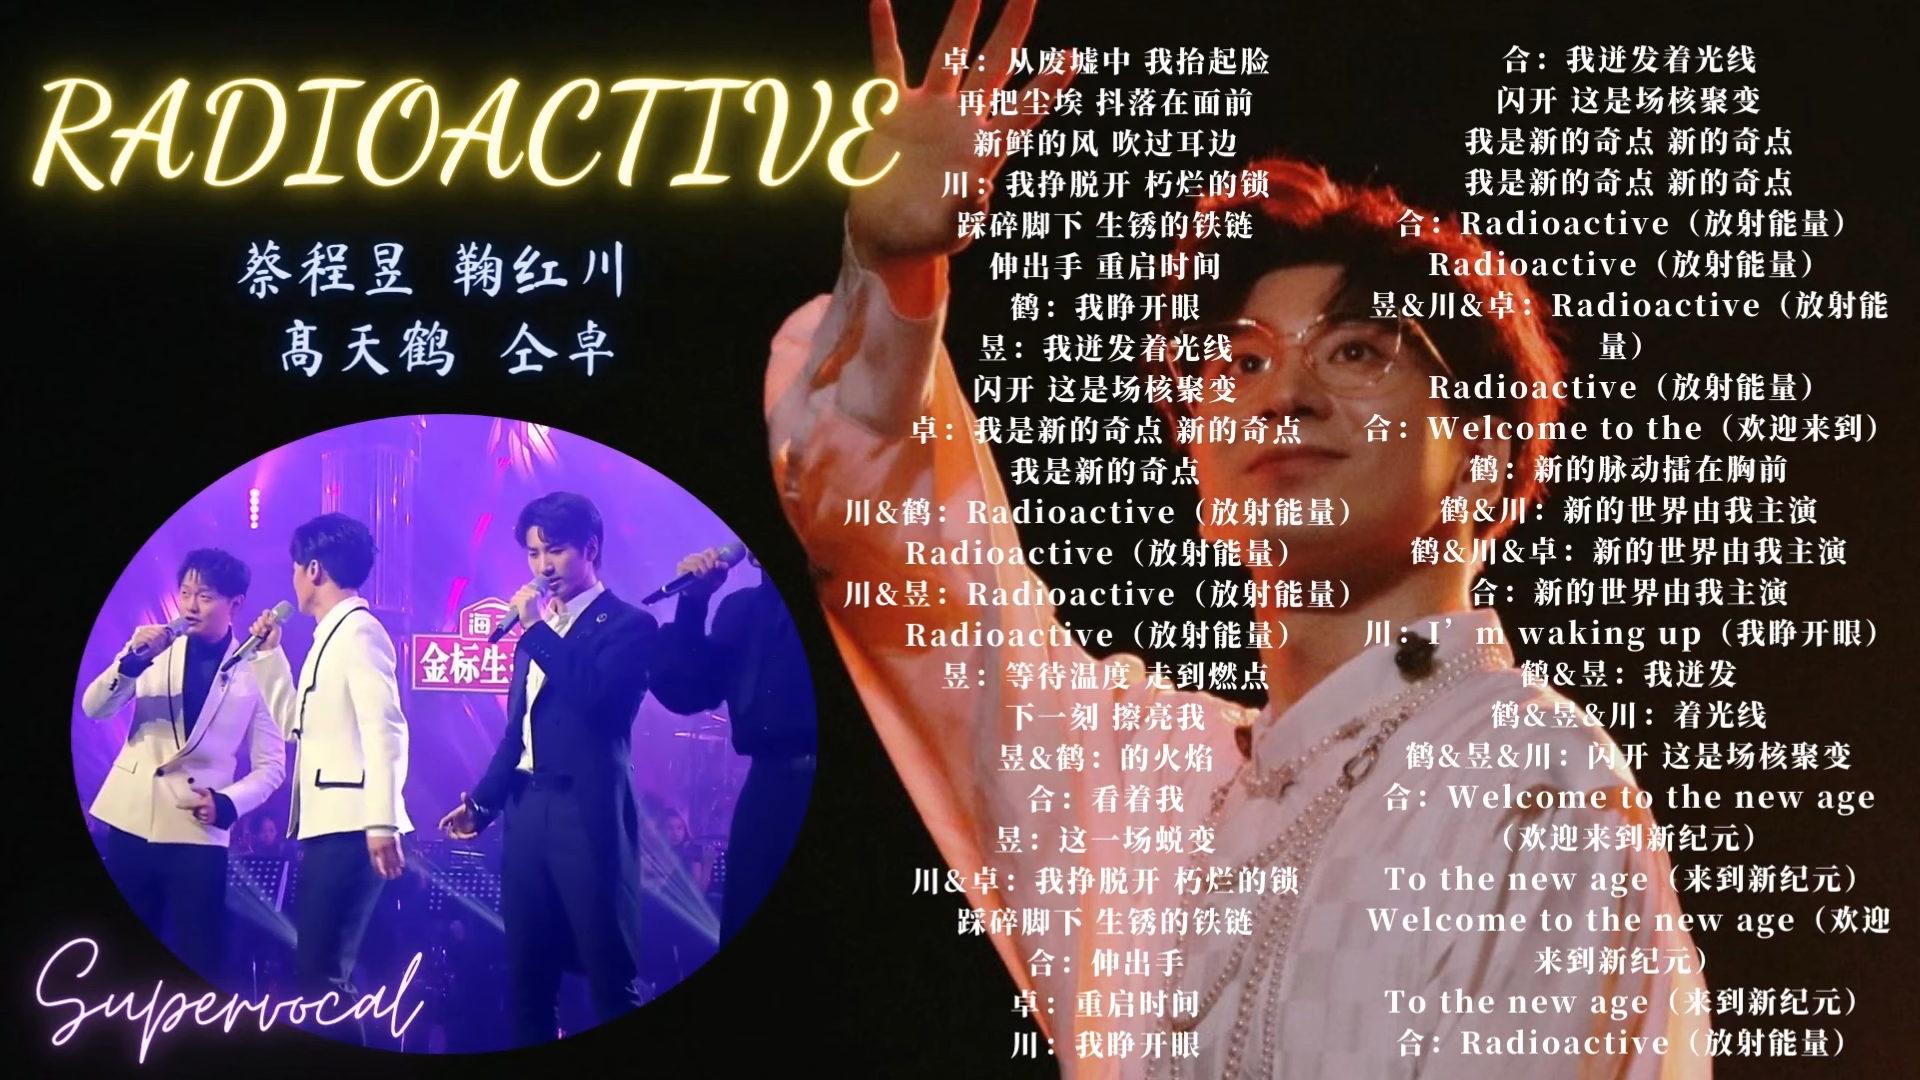 RADIOACTIVE
蔡程昱 鞠红川
高天鹤 仝卓
海天
金标生
Supervocal
卓：从废墟中 我抬起脸
再把尘埃 抖落在面前
新鲜的风 吹过耳边
川：我挣脱开 朽烂的锁
踩碎脚下 生锈的铁链
伸出手 重启时间
鹤：我睁开眼
昱：我迸发着光线
闪开 这是场核聚变
卓：我是新的奇点 新的奇点
我是新的奇点
川&鹤：Radioactive（放射能量）
Radioactive（放射能量）
川&昱：Radioactive（放射能量）
Radioactive（放射能量）
昱：等待温度 走到燃点
下一刻 擦亮我
昱&鹤：的火焰
合：看着我
昱：这一场蜕变
川&卓：我挣脱开 朽烂的锁
踩碎脚下 生锈的铁链
合：伸出手
卓：重启时间
川：我睁开眼
合：我迸发着光线
闪开 这是场核聚变
我是新的奇点 新的奇点
我是新的奇点 新的奇点
合：Radioactive（放射能量）
Radioactive（放射能量）
昱&川&卓：Radioactive（放射能
量）
Radioactive（放射能量）
合：Welcome to the（欢迎来到）
鹤：新的脉动擂在胸前
鹤&川：新的世界由我主演
鹤&川&卓：新的世界由我主演
合：新的世界由我主演
川：I’m waking up（我睁开眼）
鹤&昱：我迸发
鹤&昱&川：着光线
鹤&昱&川：闪开 这是场核聚变
合：Welcome to the new age
（欢迎来到新纪元）
To the new age（来到新纪元）
Welcome to the new age（欢迎
来到新纪元）
To the new age（来到新纪元）
合：Radioactive（放射能量）